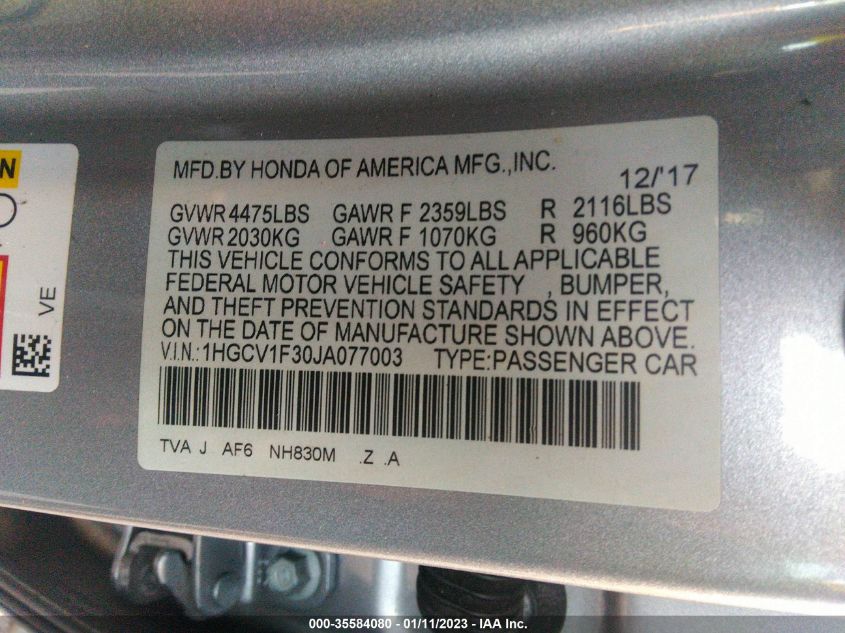 N
MFD.BY HONDA OF AMERICA MFG.,INC.
12/'17
GVWR 4475LBS GAWR F 2359LBS R 2116LBS
GVWR 2030KG GAWR F 1070KG R 960KG
THIS VEHICLE CONFORMS TO ALL APPLICABLE
FEDERAL MOTOR VEHICLE SAFETY , BUMPER,
AND THEFT PREVENTION STANDARDS IN EFFECT
ON THE DATE OF MANUFACTURE SHOWN ABOVE.
V.I.N.:1HGCV1F30JA077003 TYPE:PASSENGER CAR
TVA J AF6 NH830M .Z .A
VE
000-35584080 - 01/11/2023 - IAA Inc.